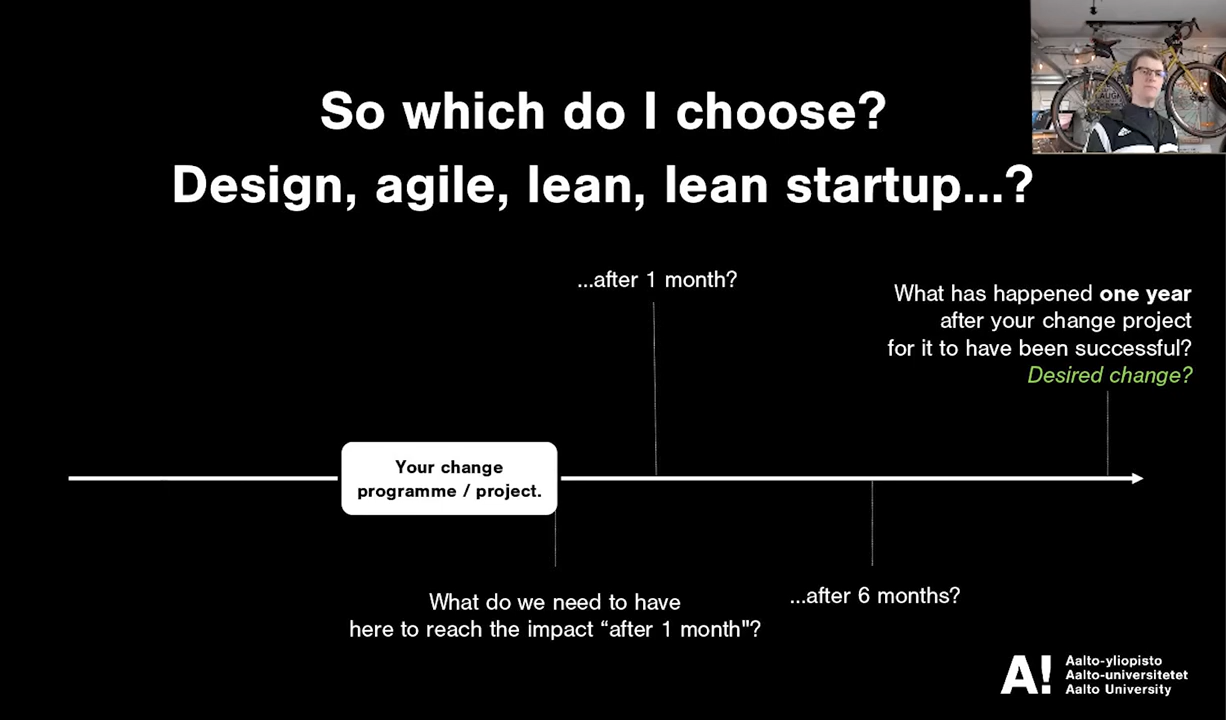 So which do I choose?
Design, agile, lean, lean startup...?
...after 1 month?
What has happened one year
after your change project
for it to have been successful?
Desired change?
Your change
programme / project.
What do we need to have
here to reach the impact “after 1 month"?
...after 6 months?
A!
Aalto-yliopisto
Aalto-universitetet
Aalto University